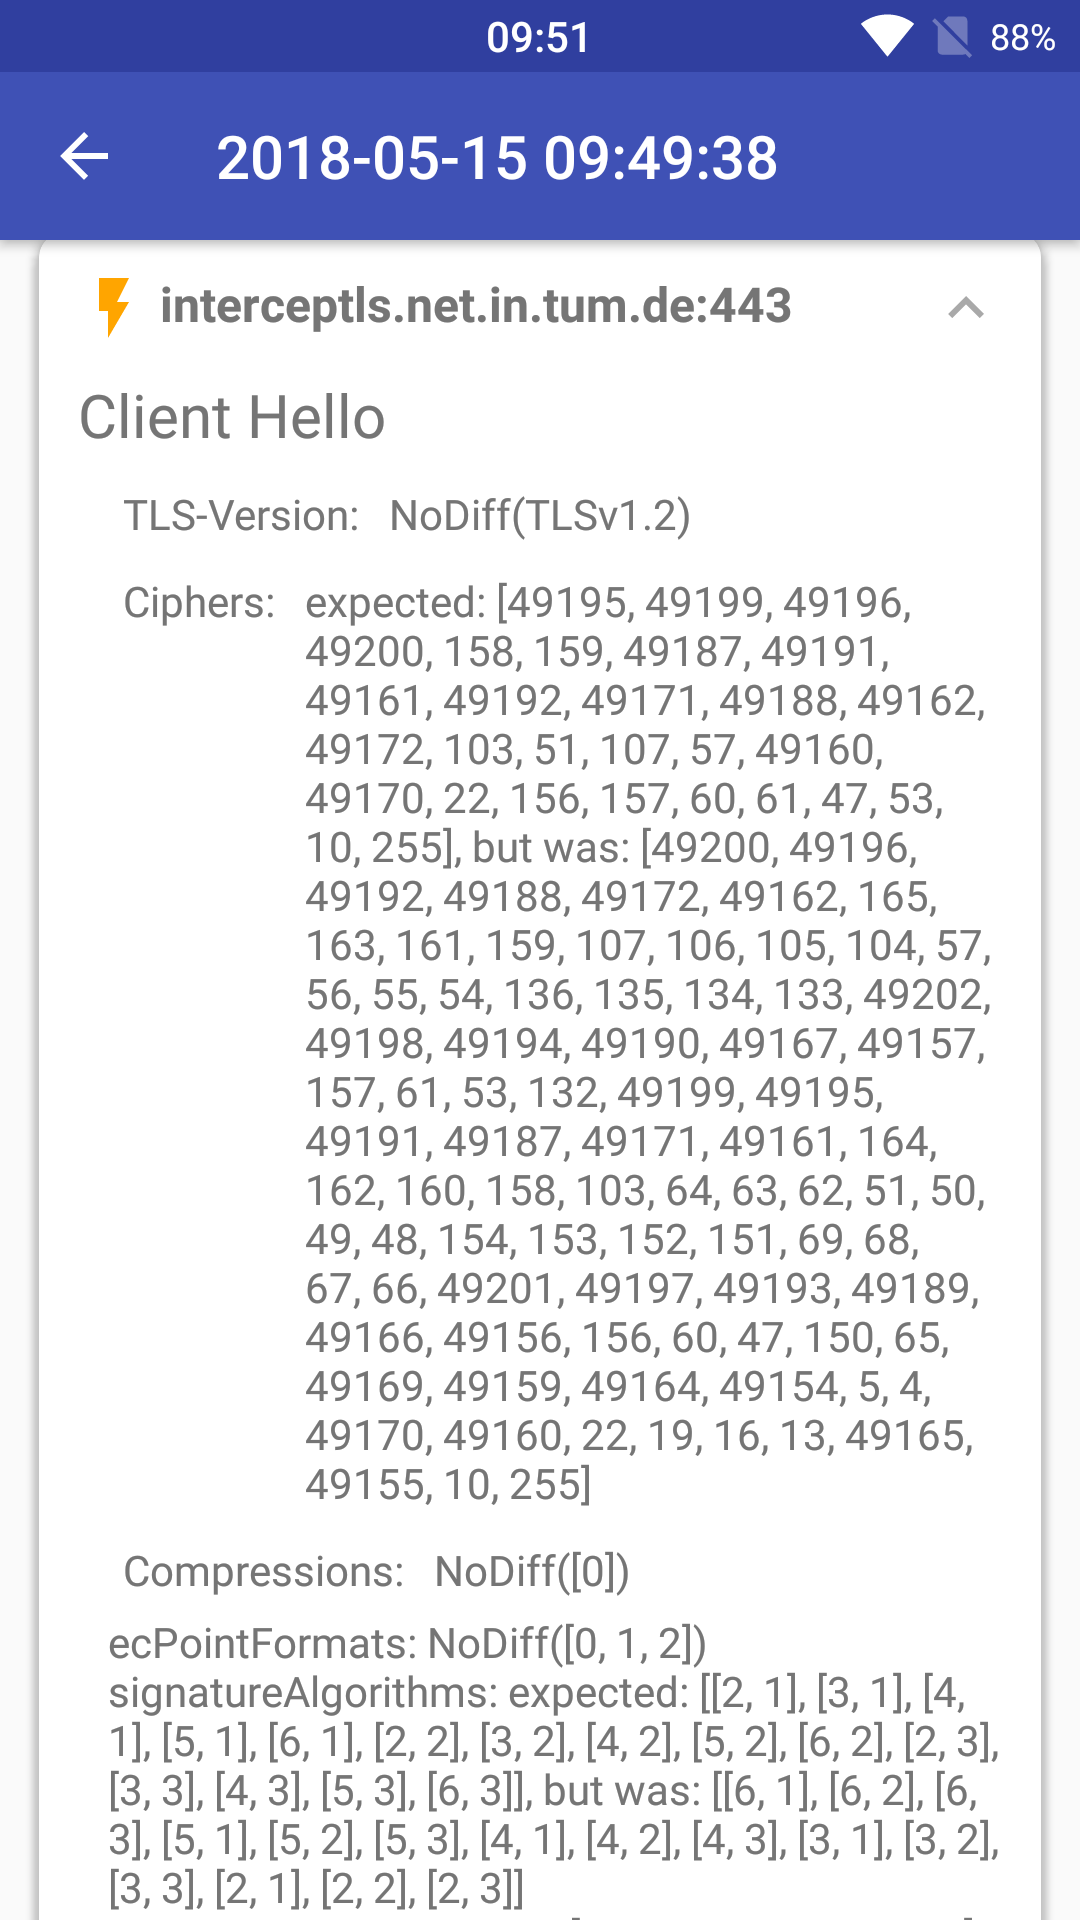 09:51
88%
2018-05-15 09:49:38
interceptls.net.in.tum.de:443
Client Hello
TLS-Version: NoDiff(TLSv1.2)
Ciphers: expected: [49195, 49199, 49196,
49200, 158, 159, 49187, 49191,
49161, 49192, 49171, 49188, 49162,
49172, 103, 51, 107, 57, 49160,
49170, 22, 156, 157, 60, 61, 47, 53,
10, 255], but was: [49200, 49196,
49192, 49188, 49172, 49162, 165,
163, 161, 159, 107, 106, 105, 104, 57,
56, 55, 54, 136, 135, 134, 133, 49202,
49198, 49194, 49190, 49167, 49157,
157, 61, 53, 132, 49199, 49195,
49191, 49187, 49171, 49161, 164,
162, 160, 158, 103, 64, 63, 62, 51, 50,
49, 48, 154, 153, 152, 151, 69, 68,
67, 66, 49201, 49197, 49193, 49189,
49166, 49156, 156, 60, 47, 150, 65,
49169, 49159, 49164, 49154, 5, 4,
49170, 49160, 22, 19, 16, 13, 49165,
49155, 10, 255]
Compressions: NoDiff([0])
ecPointFormats: NoDiff([0, 1, 2])
signatureAlgorithms: expected: [[2, 1], [3, 1], [4,
1], [5, 1], [6, 1], [2, 2], [3, 2], [4, 2], [5, 2], [6, 2], [2, 3],
[3, 3], [4, 3], [5, 3], [6, 3]], but was: [[6, 1], [6, 2], [6,
3], [5, 1], [5, 2], [5, 3], [4, 1], [4, 2], [4, 3], [3, 1], [3, 2],
[3, 3], [2, 1], [2, 2], [2, 3]]